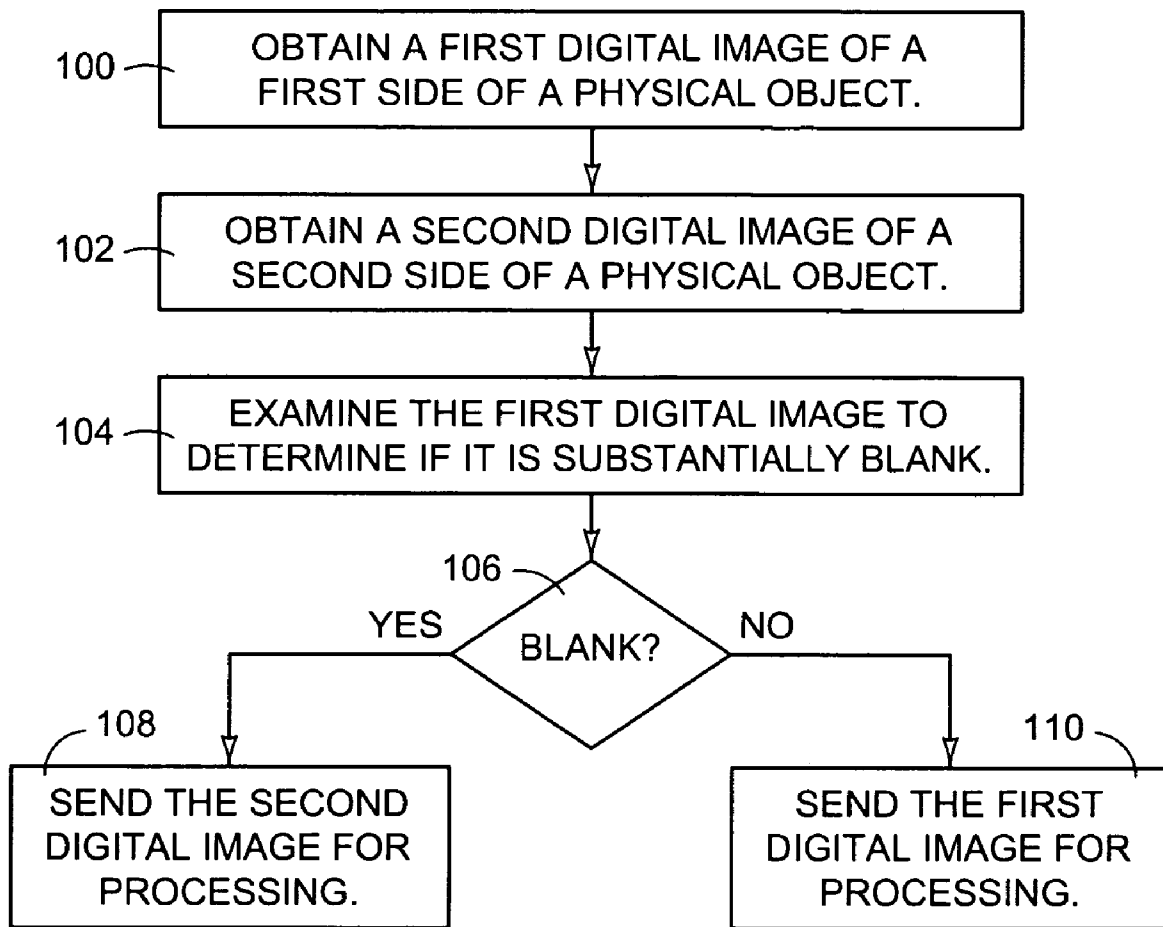 100
OBTAIN A FIRST DIGITAL IMAGE OF A
FIRST SIDE OF A PHYSICAL OBJECT.
102
OBTAIN A SECOND DIGITAL IMAGE OF A
SECOND SIDE OF A PHYSICAL OBJECT.
104
EXAMINE THE FIRST DIGITAL IMAGE TO
DETERMINE IF IT IS SUBSTANTIALLY BLANK.
106
YES
BLANK?
NO
108
SEND THE SECOND
DIGITAL IMAGE FOR
PROCESSING.
110
SEND THE FIRST
DIGITAL IMAGE FOR
PROCESSING.